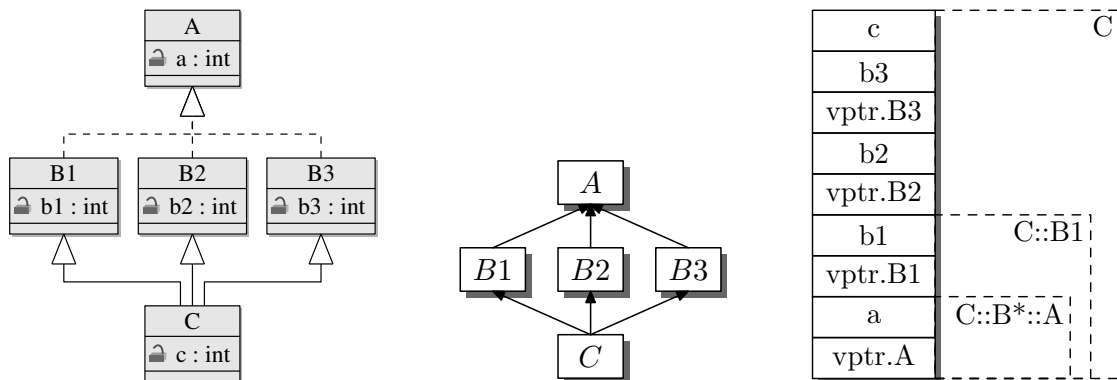 A
a : int
B1
b1 : int
B2
b2 : int
B3
b3 : int
C
c : int
A
B1
B2
B3
C
c
b3
vptr.B3
b2
vptr.B2
b1
vptr.B1
a
vptr.A
C
C::B1
C::B*::A